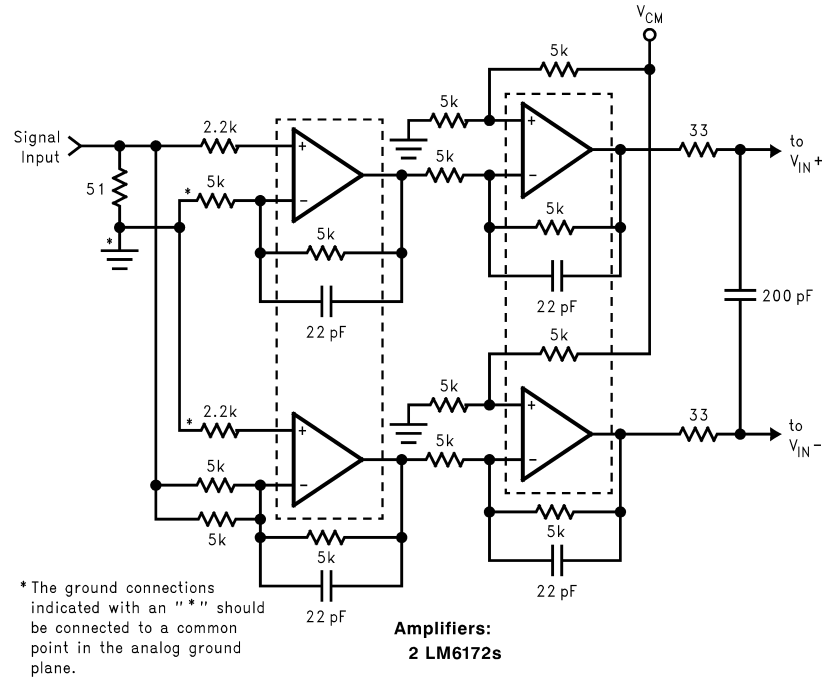 V_CM
5k
5k
2.2k
33
to
V_IN+
Signal
Input
+
+
5k
51
*
5k
−
−
5k
*
5k
22 pF
22 pF
200 pF
5k
5k
2.2k
33
to
V_IN−
*
+
+
5k
5k
−
−
5k
5k
5k
22 pF
22 pF
* The ground connections
indicated with an "*" should
be connected to a common
point in the analog ground
plane.
Amplifiers:
2 LM6172s